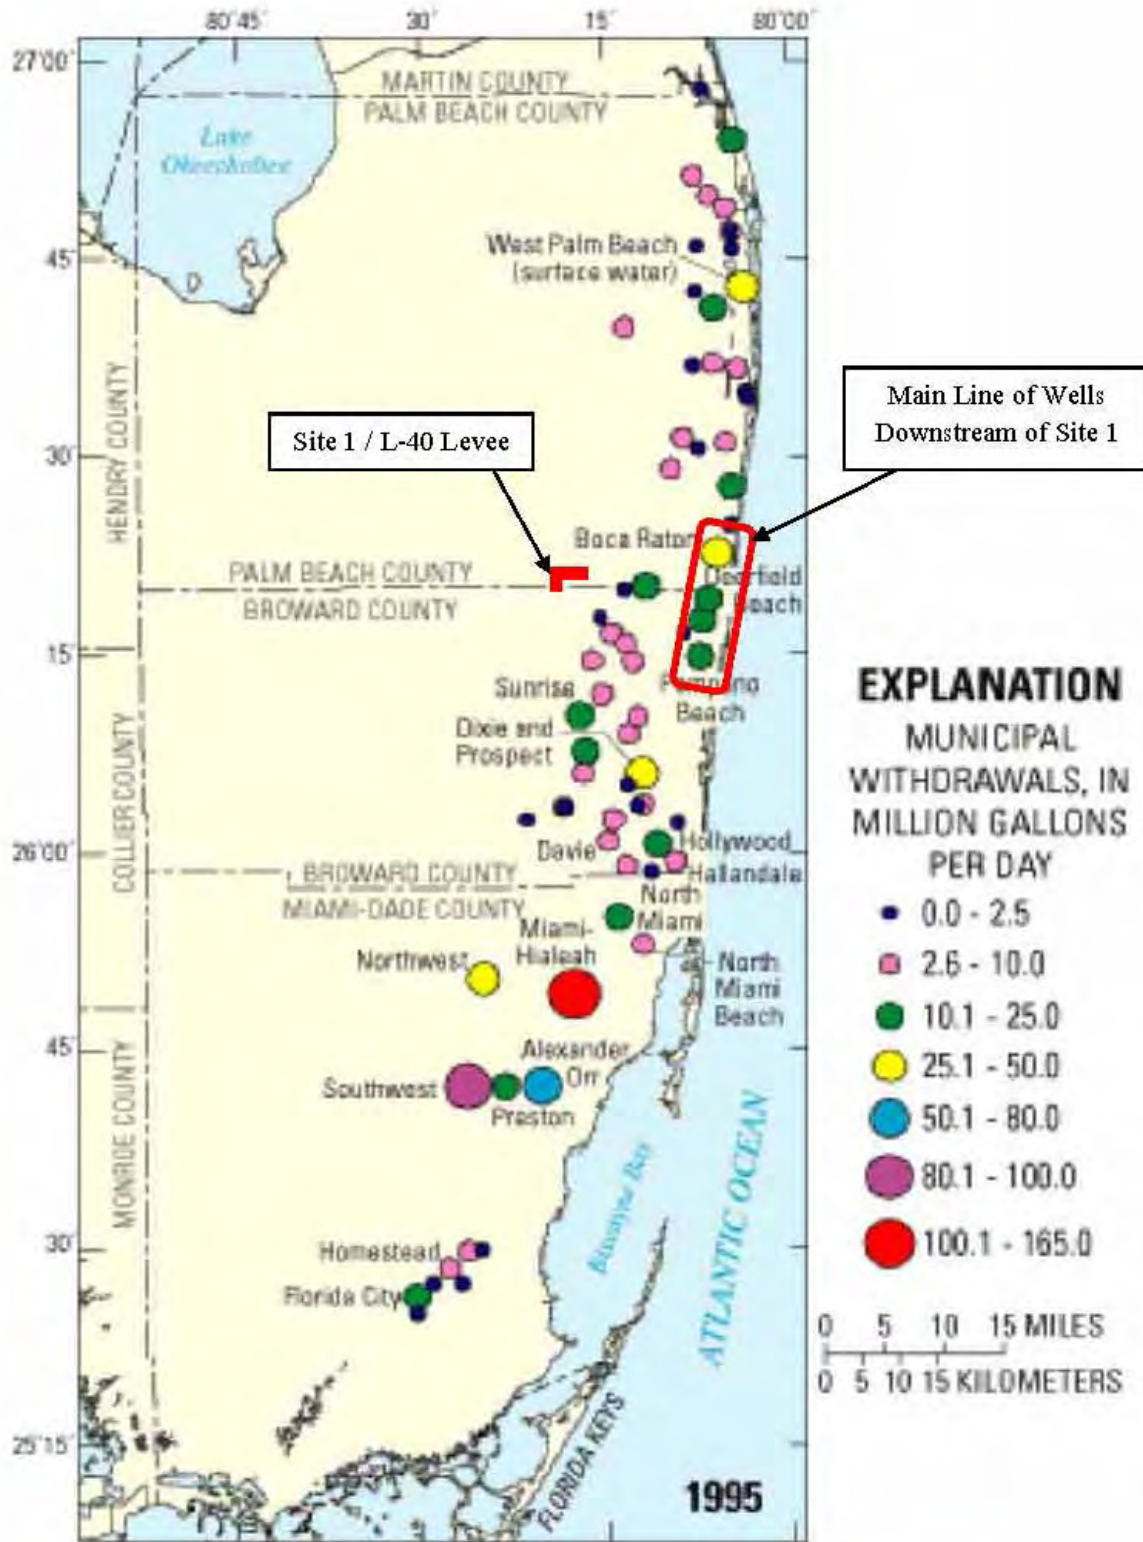 80°45'
30'
15'
80°00'
27°00'
MARTIN COUNTY
PALM BEACH COUNTY
Lake
Okeechobee
West Palm Beach
(surface water)
45'
HENDRY COUNTY
Site 1 / L-40 Levee
Main Line of Wells
Downstream of Site 1
30'
Boca Raton
Deerfield
Beach
PALM BEACH COUNTY
BROWARD COUNTY
15'
Sunrise
Pompano
Beach
Dixie and
Prospect
COLLIER COUNTY
26°00'
Davie
Hollywood
Hallandale
BROWARD COUNTY
MIAMI-DADE COUNTY
North
Miami
Miami-
Hialeah
Northwest
North
Miami
Beach
45'
Alexander
Orr
Southwest
Preston
MONROE COUNTY
Biscayne Bay
ATLANTIC OCEAN
30'
Homestead
Florida City
25°15'
FLORIDA KEYS
1995
EXPLANATION
MUNICIPAL
WITHDRAWALS, IN
MILLION GALLONS
PER DAY
0.0 - 2.5
2.6 - 10.0
10.1 - 25.0
25.1 - 50.0
50.1 - 80.0
80.1 - 100.0
100.1 - 165.0
0 5 10 15 MILES
0 5 10 15 KILOMETERS